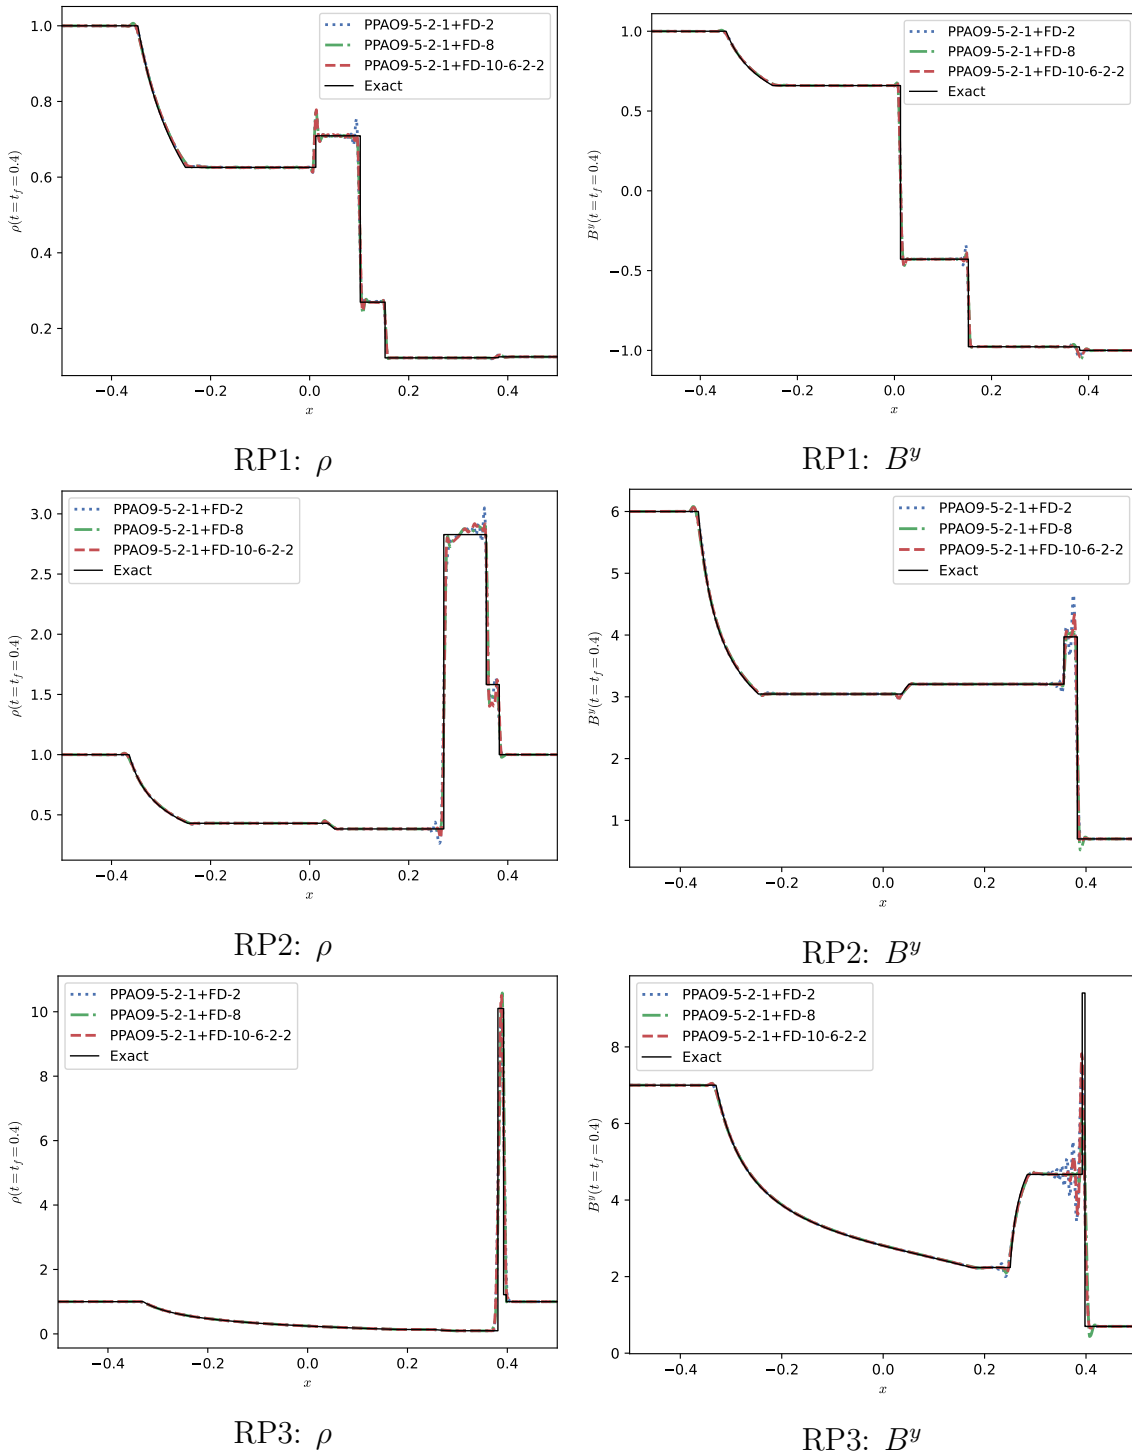 PPAO9-5-2-1+FD-2
PPAO9-5-2-1+FD-8
PPAO9-5-2-1+FD-10-6-2-2
Exact
1.0
0.8
0.6
0.4
0.2
ρ(t = t_f = 0.4)
−0.4 −0.2 0.0 0.2 0.4
x
RP1: ρ
PPAO9-5-2-1+FD-2
PPAO9-5-2-1+FD-8
PPAO9-5-2-1+FD-10-6-2-2
Exact
1.0
0.5
0.0
−0.5
−1.0
B^y(t = t_f = 0.4)
−0.4 −0.2 0.0 0.2 0.4
x
RP1: B^y
PPAO9-5-2-1+FD-2
PPAO9-5-2-1+FD-8
PPAO9-5-2-1+FD-10-6-2-2
Exact
3.0
2.5
2.0
1.5
1.0
0.5
ρ(t = t_f = 0.4)
−0.4 −0.2 0.0 0.2 0.4
x
RP2: ρ
PPAO9-5-2-1+FD-2
PPAO9-5-2-1+FD-8
PPAO9-5-2-1+FD-10-6-2-2
Exact
6
5
4
3
2
1
B^y(t = t_f = 0.4)
−0.4 −0.2 0.0 0.2 0.4
x
RP2: B^y
PPAO9-5-2-1+FD-2
PPAO9-5-2-1+FD-8
PPAO9-5-2-1+FD-10-6-2-2
Exact
10
8
6
4
2
0
ρ(t = t_f = 0.4)
−0.4 −0.2 0.0 0.2 0.4
x
RP3: ρ
PPAO9-5-2-1+FD-2
PPAO9-5-2-1+FD-8
PPAO9-5-2-1+FD-10-6-2-2
Exact
8
6
4
2
0
B^y(t = t_f = 0.4)
−0.4 −0.2 0.0 0.2 0.4
x
RP3: B^y